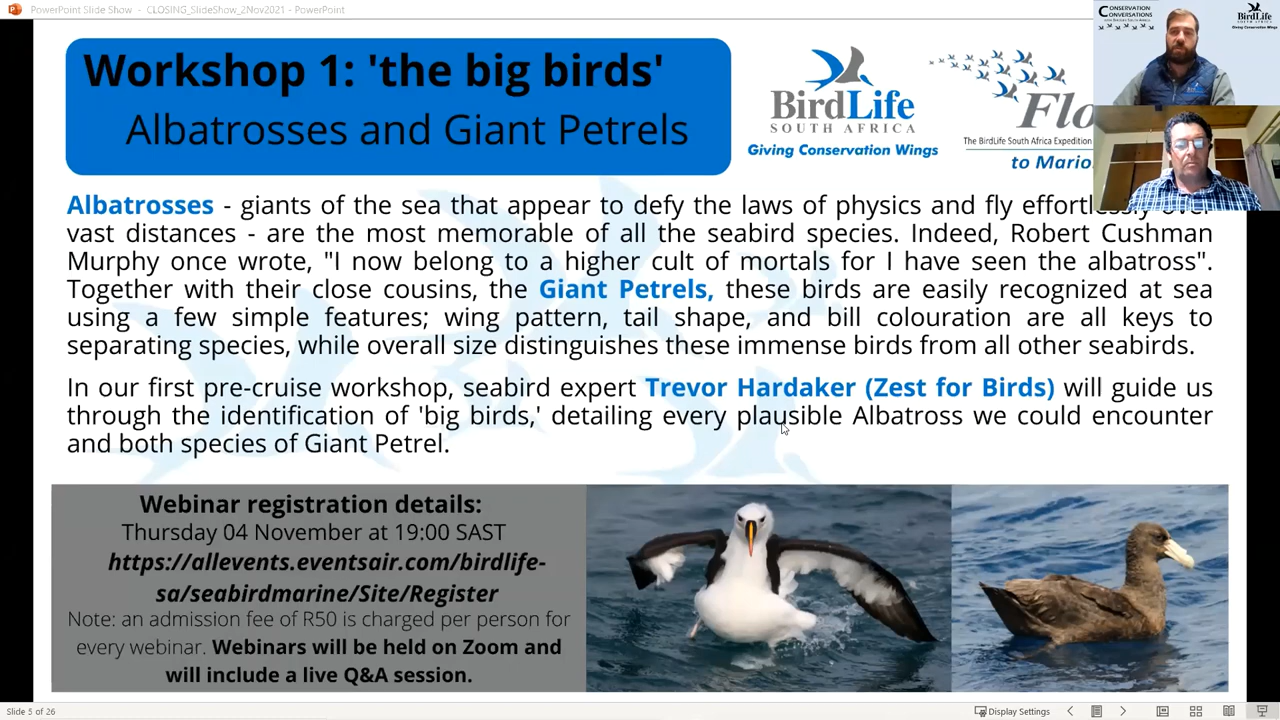 PowerPoint Slide Show - CLOSING_SlideShow_2Nov2021 - PowerPoint
CONSERVATION
CONVERSATIONS
BirdLife
SOUTH AFRICA
Giving Conservation Wings
Workshop 1: 'the big birds'
Albatrosses and Giant Petrels
BirdLife
SOUTH AFRICA
Giving Conservation Wings
Flo
The BirdLife South Africa Expedition
to Mario
Albatrosses - giants of the sea that appear to defy the laws of physics and fly effortlessly over
vast distances - are the most memorable of all the seabird species. Indeed, Robert Cushman
Murphy once wrote, "I now belong to a higher cult of mortals for I have seen the albatross".
Together with their close cousins, the Giant Petrels, these birds are easily recognized at sea
using a few simple features; wing pattern, tail shape, and bill colouration are all keys to
separating species, while overall size distinguishes these immense birds from all other seabirds.
In our first pre-cruise workshop, seabird expert Trevor Hardaker (Zest for Birds) will guide us
through the identification of 'big birds,' detailing every plausible Albatross we could encounter
and both species of Giant Petrel.
Webinar registration details:
Thursday 04 November at 19:00 SAST
https://allevents.eventsair.com/birdlife-
sa/seabirdmarine/Site/Register
Note: an admission fee of R50 is charged per person for
every webinar. Webinars will be held on Zoom and
will include a live Q&A session.
Slide 5 of 26
Display Settings